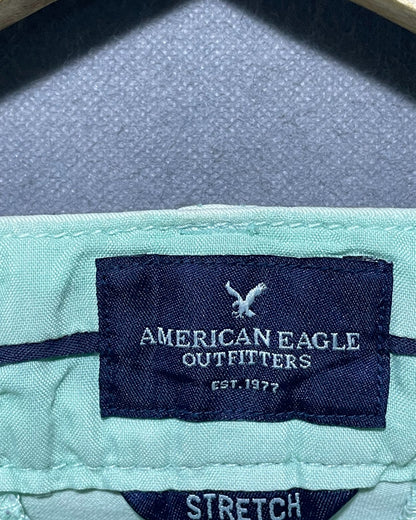 AMERICAN EAGLE
OUTFITTERS
EST. 1977
STRETCH